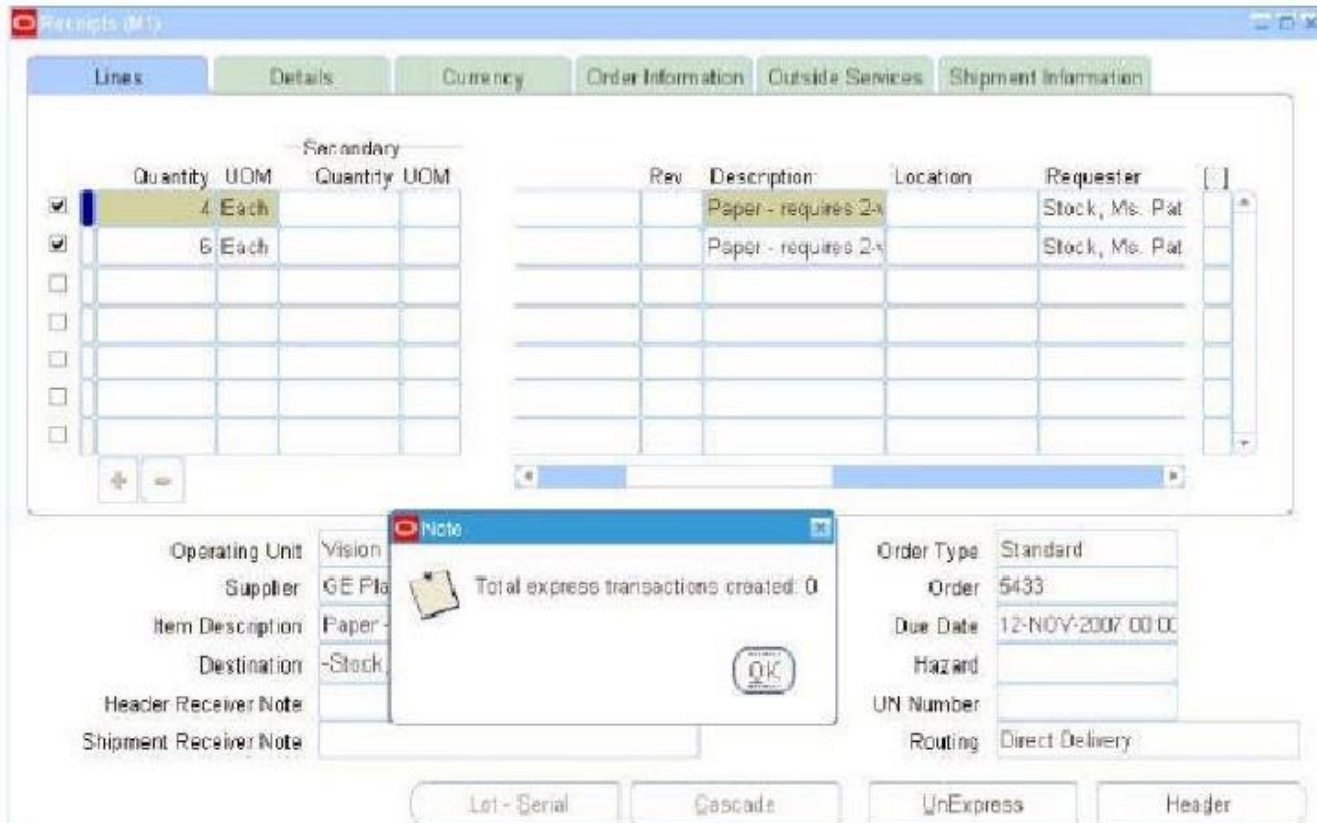 Receipts (M1)
Lines Details Currency Order Information Outside Services Shipment Information
Secondary
Quantity UOM Quantity UOM Rev Description Location Requester [ ]
4 Each Paper - requires 2-w Stock, Ms. Pat
6 Each Paper - requires 2-w Stock, Ms. Pat
Note
Total express transactions created: 0
OK
Operating Unit Vision
Supplier GE Pla
Item Description Paper -
Destination -Stock,
Header Receiver Note
Shipment Receiver Note
Order Type Standard
Order 5433
Due Date 12-NOV-2007 00:00
Hazard
UN Number
Routing Direct Delivery
Lot - Serial Cascade UnExpress Header